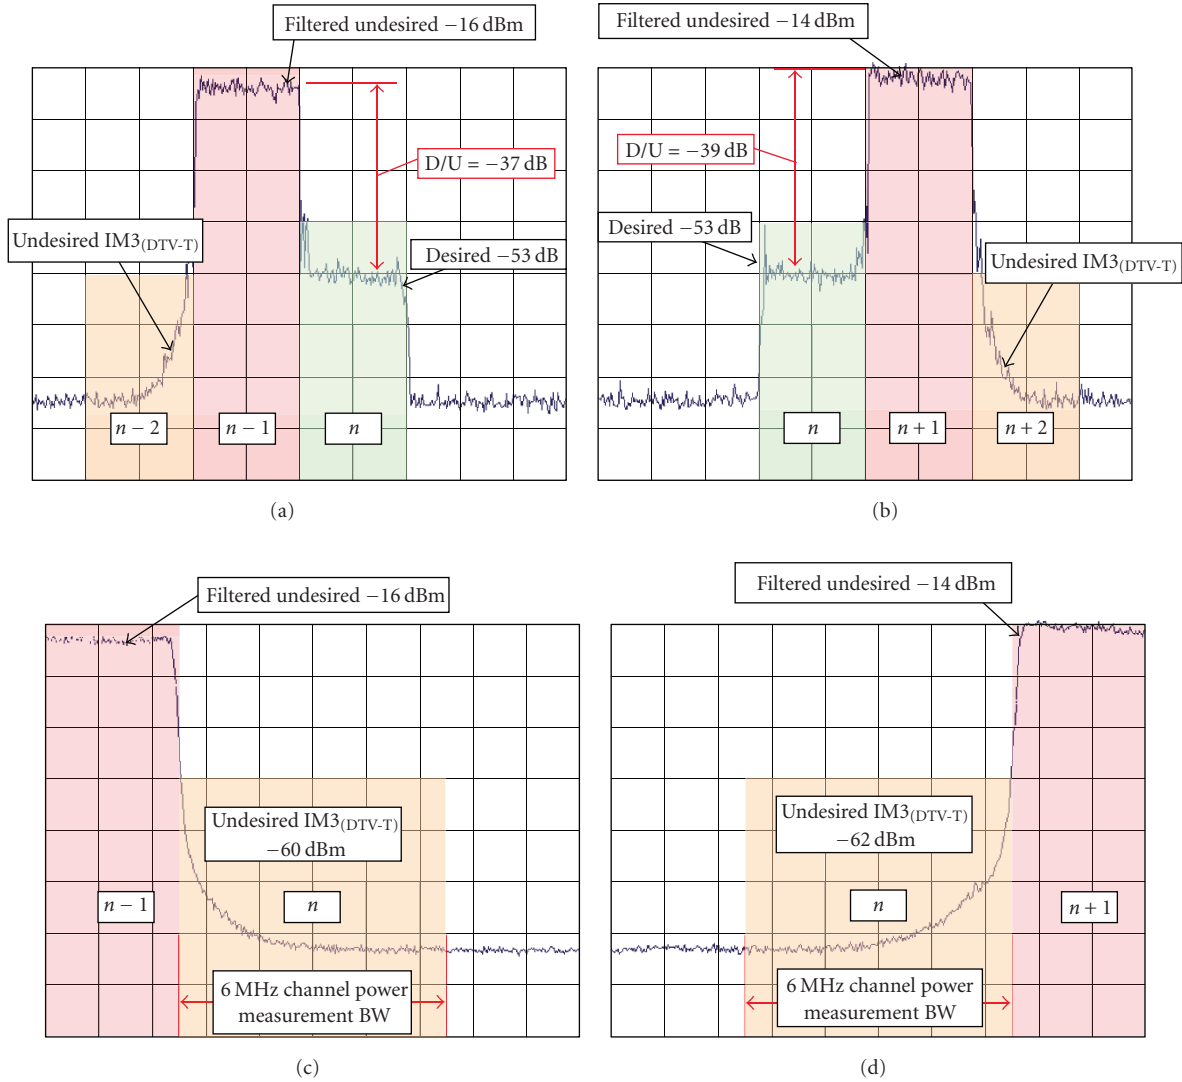 Filtered undesired −16 dBm
D/U = −37 dB
Undesired IM3(DTV-T)
Desired −53 dB
n − 2
n − 1
n
(a)
Filtered undesired −14 dBm
D/U = −39 dB
Desired −53 dB
Undesired IM3(DTV-T)
n
n + 1
n + 2
(b)
Filtered undesired −16 dBm
Undesired IM3(DTV-T)
−60 dBm
n − 1
n
6 MHz channel power
measurement BW
(c)
Filtered undesired −14 dBm
Undesired IM3(DTV-T)
−62 dBm
n
n + 1
6 MHz channel power
measurement BW
(d)